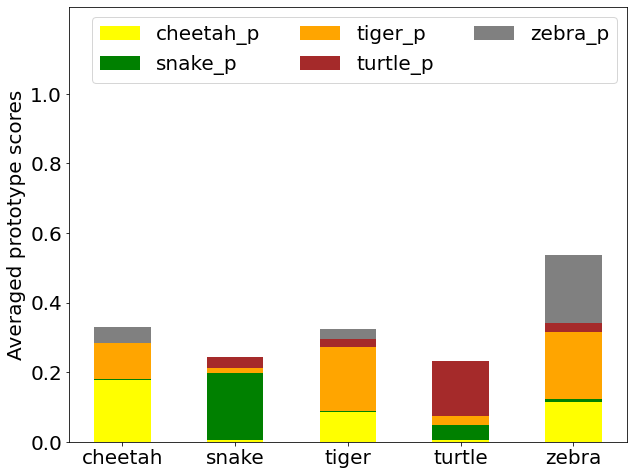 cheetah_p tiger_p zebra_p
snake_p turtle_p
Averaged prototype scores
1.0
0.8
0.6
0.4
0.2
0.0
cheetah snake tiger turtle zebra